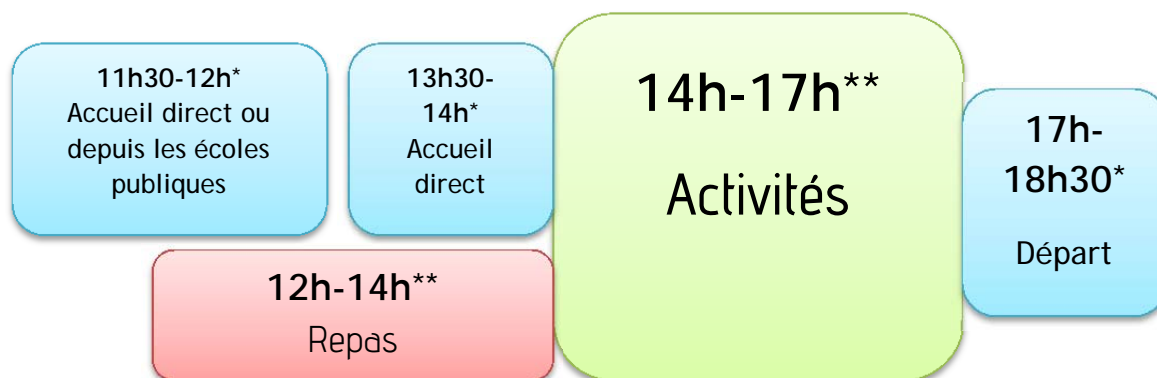 11h30-12h*
Accueil direct ou
depuis les écoles
publiques
13h30-
14h*
Accueil
direct
12h-14h**
Repas
14h-17h**
Activités
17h-
18h30*
Départ